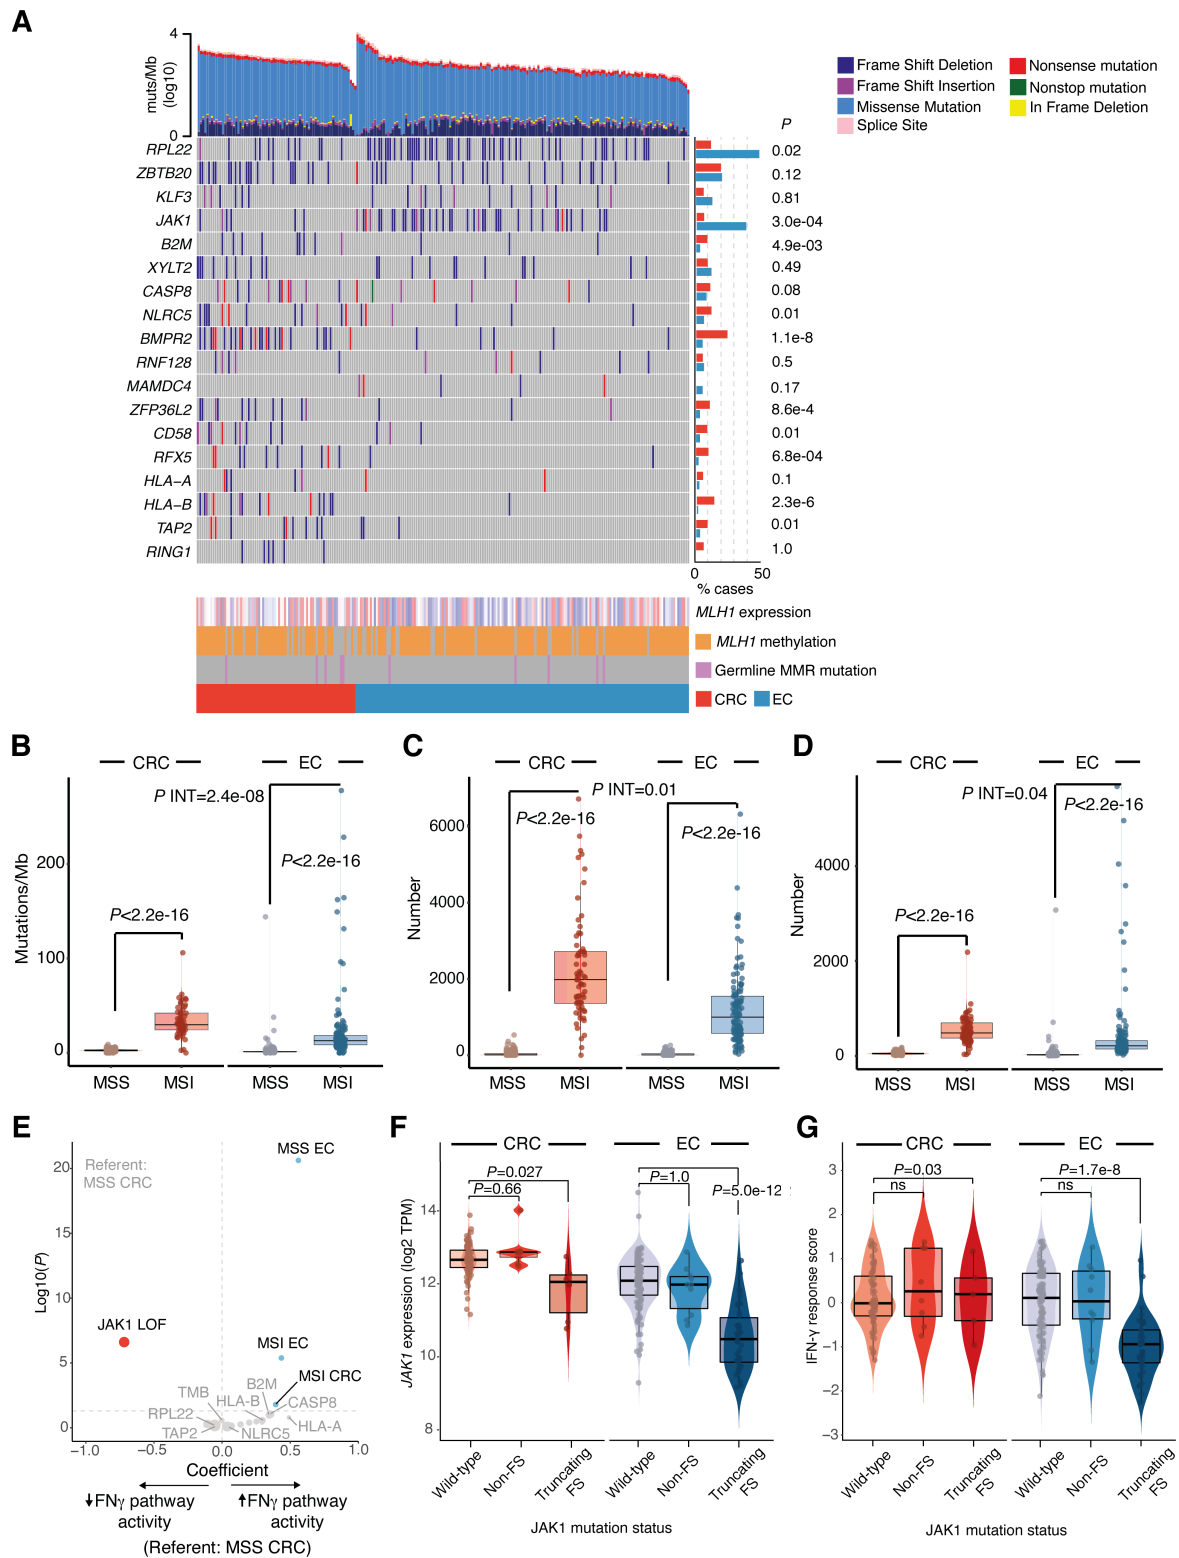 A
4
0
muts/Mb
(log10)
Frame Shift Deletion
Frame Shift Insertion
Missense Mutation
Splice Site
Nonsense mutation
Nonstop mutation
In Frame Deletion
P
RPL22 0.02
ZBTB20 0.12
KLF3 0.81
JAK1 3.0e-04
B2M 4.9e-03
XYLT2 0.49
CASP8 0.08
NLRC5 0.01
BMPR2 1.1e-8
RNF128 0.5
MAMDC4 0.17
ZFP36L2 8.6e-4
CD58 0.01
RFX5 6.8e-04
HLA−A 0.1
HLA−B 2.3e-6
TAP2 0.01
RING1 1.0
0 50
% cases
MLH1 expression
MLH1 methylation
Germline MMR mutation
CRC EC
B
CRC EC
P INT=2.4e-08
P<2.2e-16
P<2.2e-16
Mutations/Mb
200
100
0
MSS MSI MSS MSI
C
CRC EC
P INT=0.01
P<2.2e-16
P<2.2e-16
Number
6000
4000
2000
0
MSS MSI MSS MSI
D
CRC EC
P INT=0.04
P<2.2e-16
P<2.2e-16
Number
4000
2000
0
MSS MSI MSS MSI
E
Referent:
MSS CRC
MSS EC
JAK1 LOF
MSI EC
MSI CRC
B2M
TMB
HLA-B
CASP8
RPL22
TAP2
NLRC5
HLA-A
Log10(P)
20
15
10
5
0
−1.0 −0.5 0.0 0.5 1.0
Coefficient
↓FNγ pathway
activity
↑FNγ pathway
activity
(Referent: MSS CRC)
F
CRC EC
P=0.027
P=0.66
P=1.0
P=5.0e-12
JAK1 expression (log2 TPM)
14
12
10
8
Wild-type
Non-FS
Truncating
FS
Wild-type
Non-FS
Truncating
FS
JAK1 mutation status
G
CRC EC
P=0.03
ns
P=1.7e-8
ns
IFN-γ response score
3
2
1
0
−1
−2
−3
Wild-type
Non-FS
Truncating
FS
Wild-type
Non-FS
Truncating
FS
JAK1 mutation status